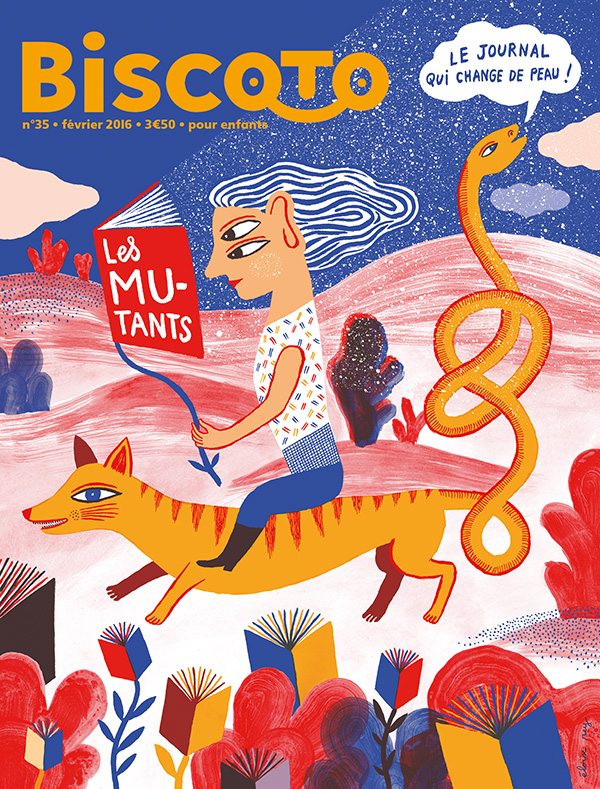 BISCOTO
n°35 • février 2016 • 3€50 • pour enfants
LE JOURNAL
QUI CHANGE DE PEAU !
Les
MU-
TANTS